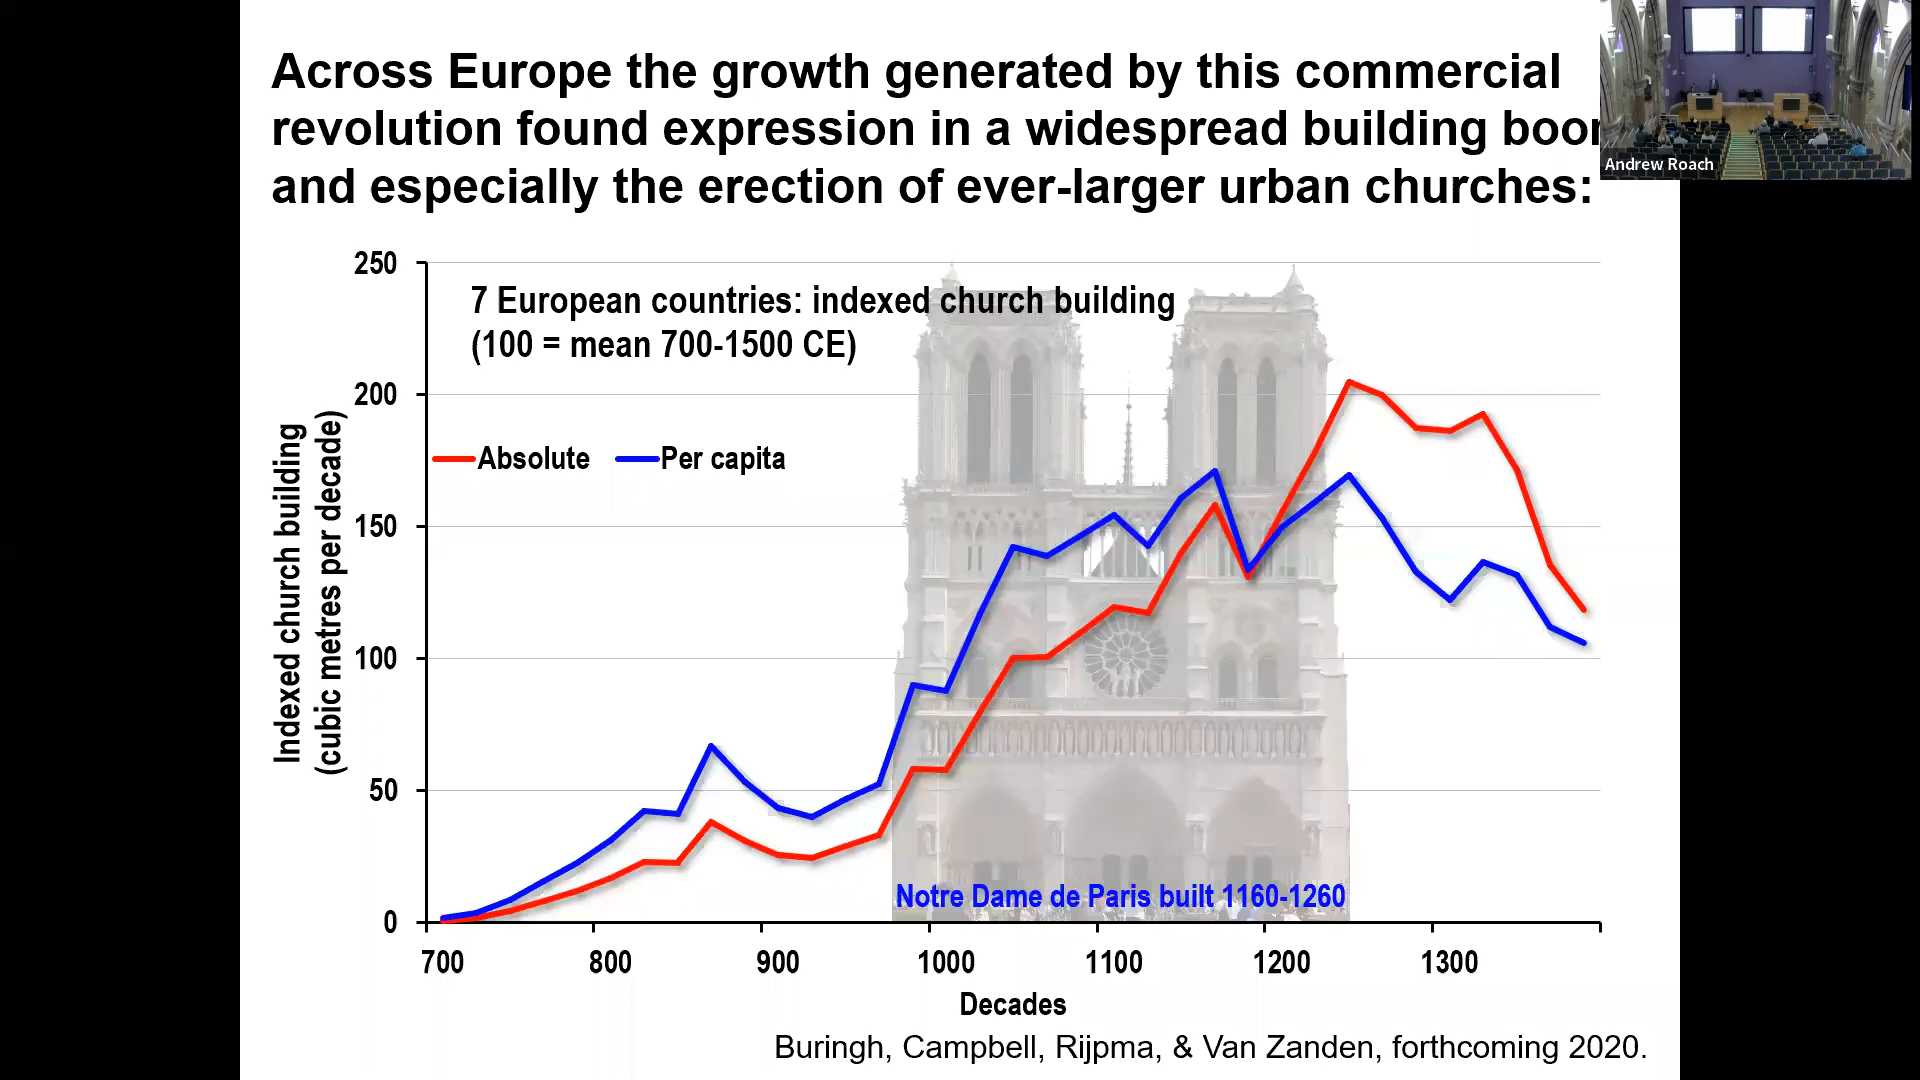 Across Europe the growth generated by this commercial
revolution found expression in a widespread building
and especially the erection of ever-larger urban churches:
Andrew Roach
7 European countries: indexed church building
(100 = mean 700-1500 CE)
Absolute Per capita
Indexed church building
(cubic metres per decade)
250
200
150
100
50
0
Notre Dame de Paris built 1160-1260
700 800 900 1000 1100 1200 1300
Decades
Buringh, Campbell, Rijpma, & Van Zanden, forthcoming 2020.